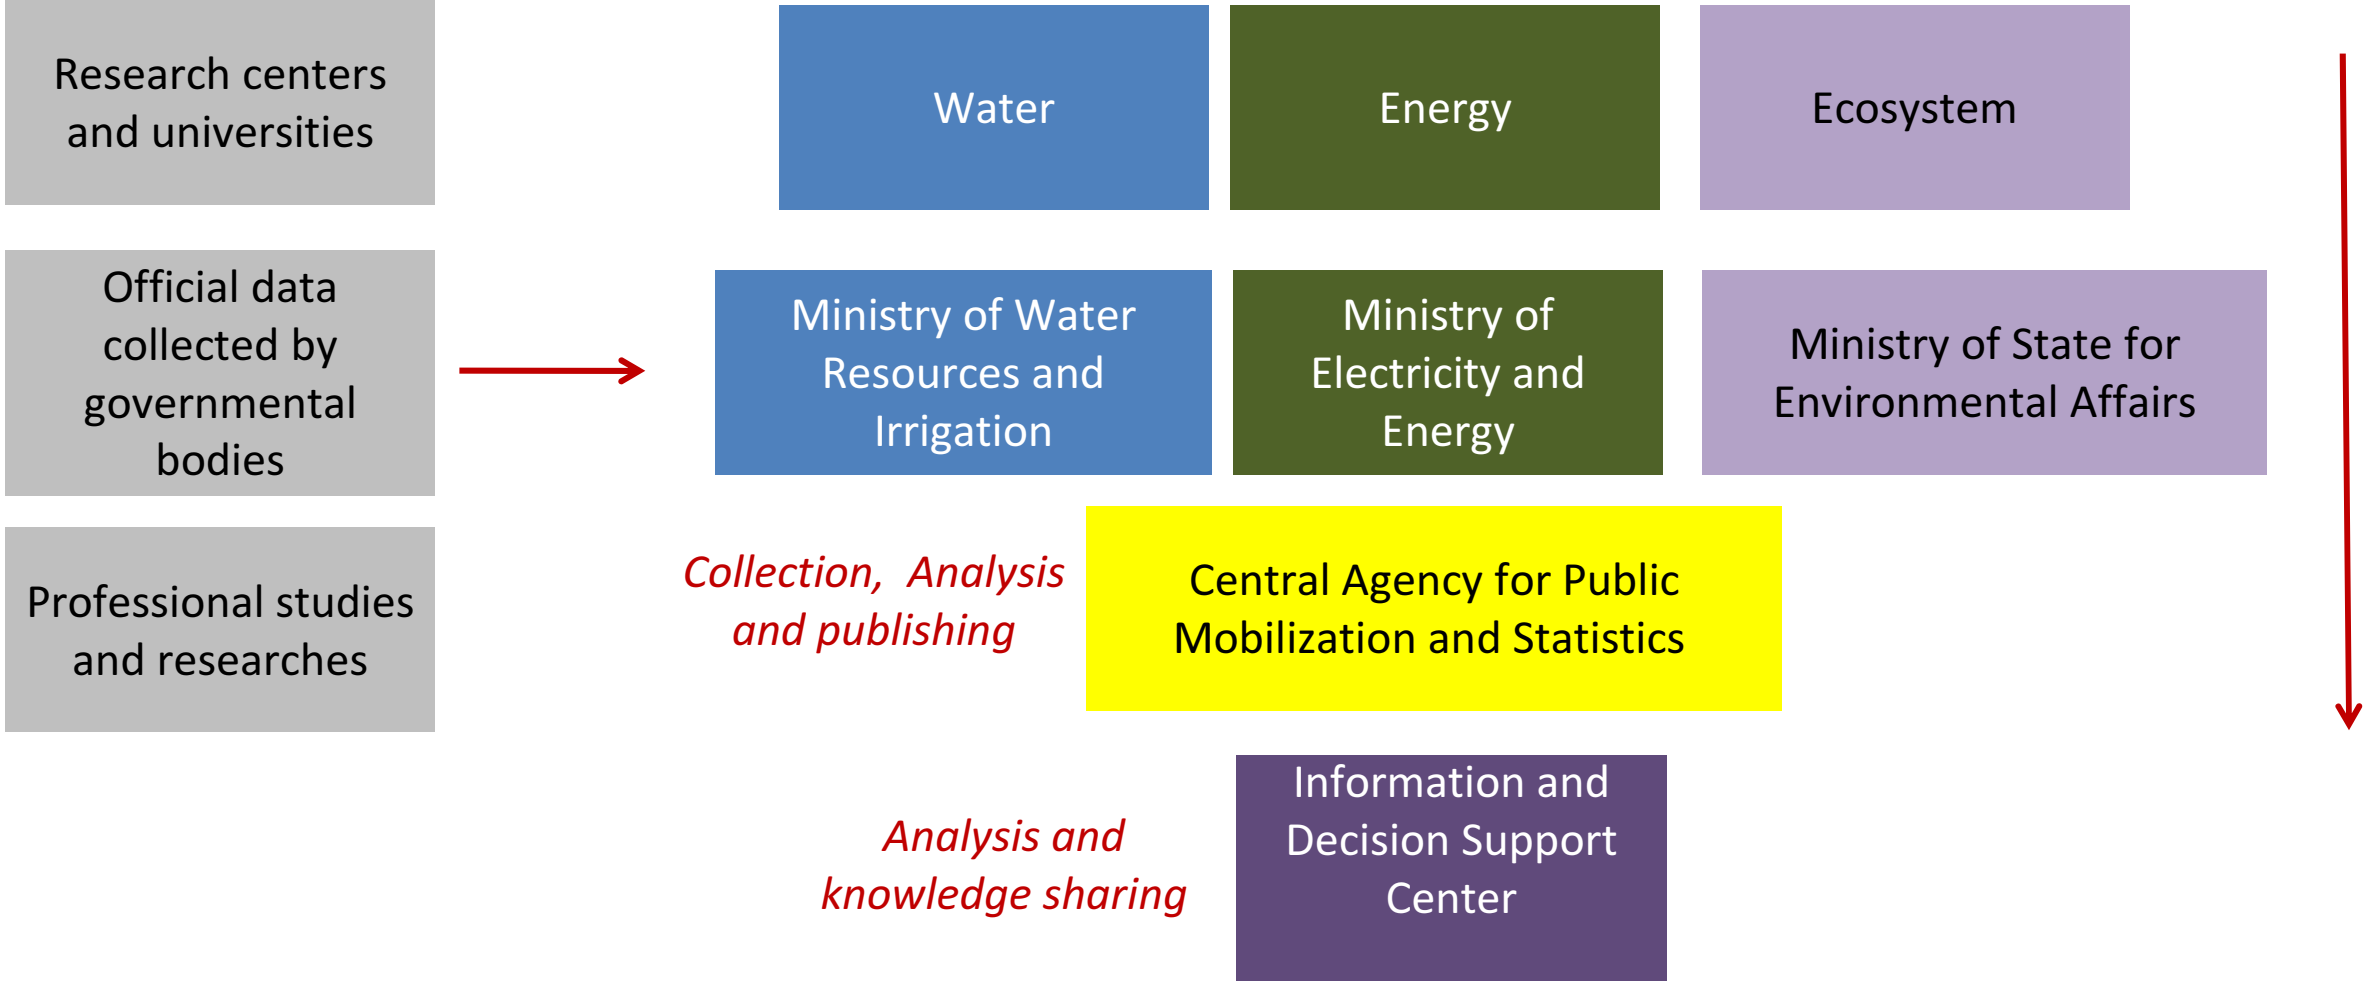 Research centers
and universities
Water
Energy
Ecosystem
Official data
collected by
governmental
bodies
Ministry of Water
Resources and
Irrigation
Ministry of
Electricity and
Energy
Ministry of State for
Environmental Affairs
Professional studies
and researches
Collection,  Analysis
and publishing
Central Agency for Public
Mobilization and Statistics
Analysis and
knowledge sharing
Information and
Decision Support
Center